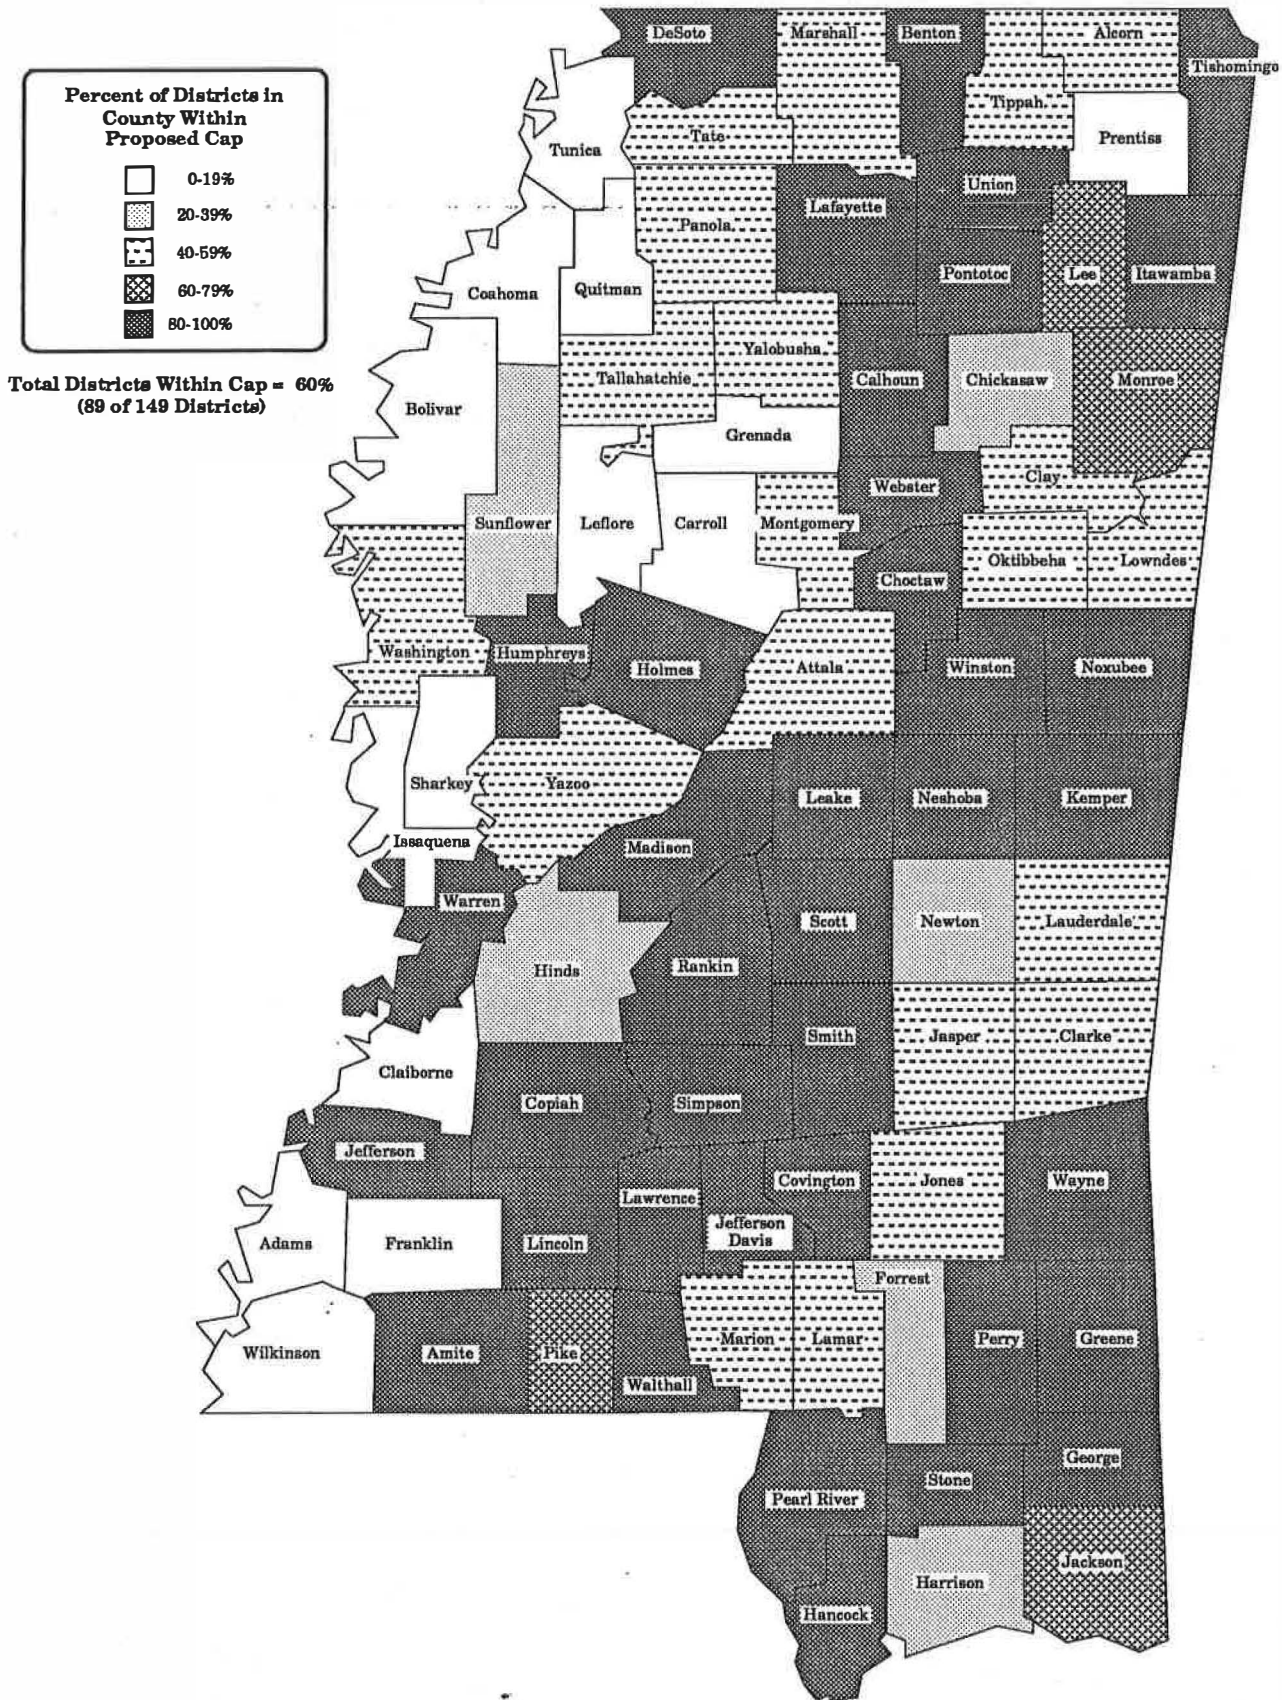 Percent of Districts in
County Within
Proposed Cap
0-19%
20-39%
40-59%
60-79%
80-100%
Total Districts Within Cap = 60%
(89 of 149 Districts)
DeSoto
Marshall
Benton
Alcorn
Tishomingo
Tippah
Prentiss
Tate
Tunica
Union
Lafayette
Panola
Pontotoc
Lee
Itawamba
Quitman
Coahoma
Yalobusha
Tallahatchie
Calhoun
Chickasaw
Monroe
Bolivar
Grenada
Clay
Webster
Sunflower
Leflore
Carroll
Montgomery
Oktibbeha
Lowndes
Choctaw
Washington
Humphreys
Holmes
Attala
Winston
Noxubee
Sharkey
Yazoo
Leake
Neshoba
Kemper
Issaquena
Madison
Warren
Scott
Newton
Lauderdale
Hinds
Rankin
Smith
Jasper
Clarke
Claiborne
Copiah
Simpson
Jefferson
Covington
Jones
Wayne
Lawrence
Jefferson
Davis
Adams
Franklin
Lincoln
Forrest
Wilkinson
Amite
Pike
Marion
Lamar
Perry
Greene
Walthall
George
Stone
Pearl River
Jackson
Harrison
Hancock